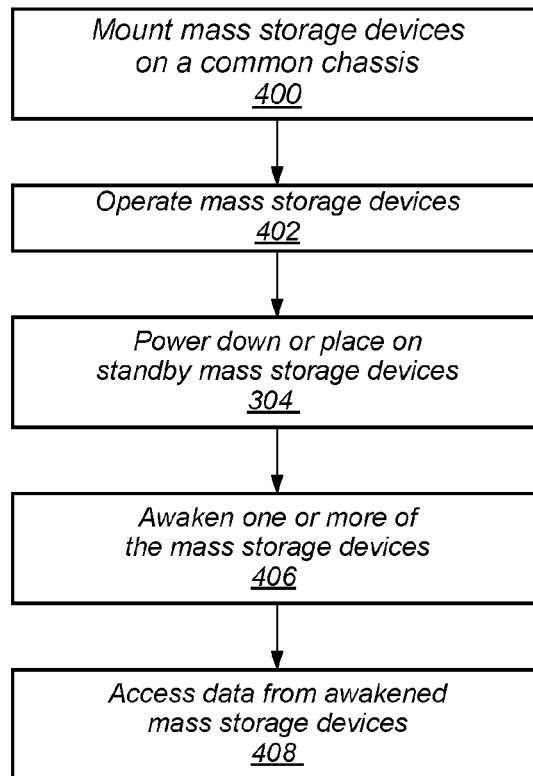 Mount mass storage devices
on a common chassis
400
Operate mass storage devices
402
Power down or place on
standby mass storage devices
304
Awaken one or more of
the mass storage devices
406
Access data from awakened
mass storage devices
408